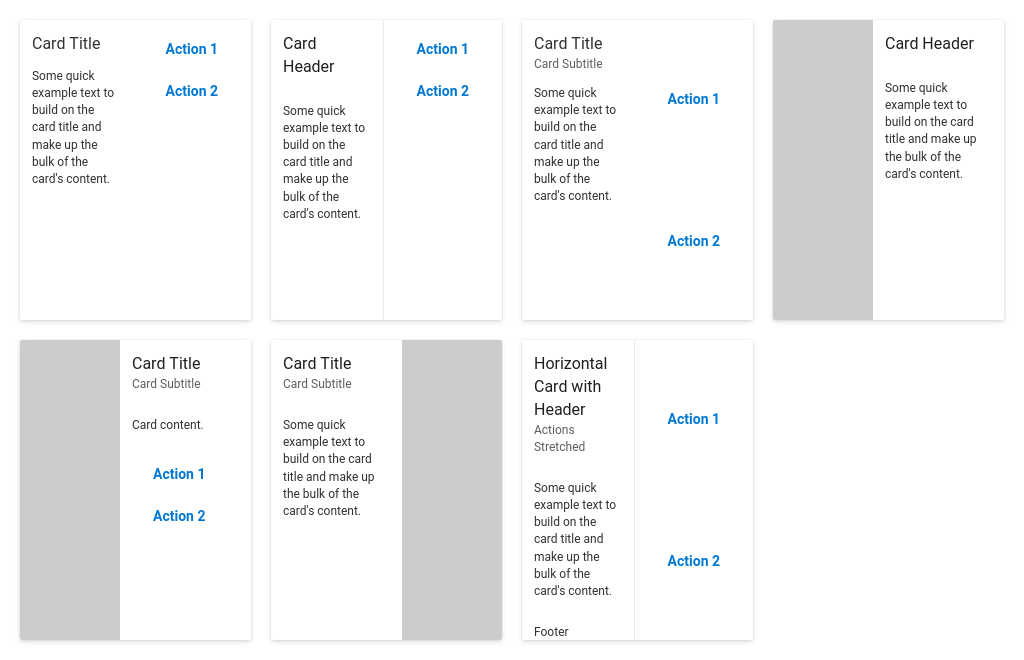 Card Title
Some quick
example text to
build on the
card title and
make up the
bulk of the
card's content.
Action 1
Action 2
Card
Header
Some quick
example text to
build on the
card title and
make up the
bulk of the
card's content.
Action 1
Action 2
Card Title
Card Subtitle
Some quick
example text to
build on the
card title and
make up the
bulk of the
card's content.
Action 1
Action 2
Card Header
Some quick
example text to
build on the card
title and make up
the bulk of the
card's content.
Card Title
Card Subtitle
Card content.
Action 1
Action 2
Card Title
Card Subtitle
Some quick
example text to
build on the card
title and make up
the bulk of the
card's content.
Horizontal
Card with
Header
Actions
Stretched
Some quick
example text to
build on the
card title and
make up the
bulk of the
card's content.
Footer
Action 1
Action 2